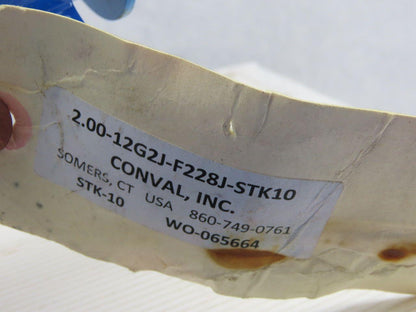 2.00-12G2J-F228J-STK10
CONVAL, INC.
SOMERS, CT USA 860-749-0761
STK-10 WO-065664